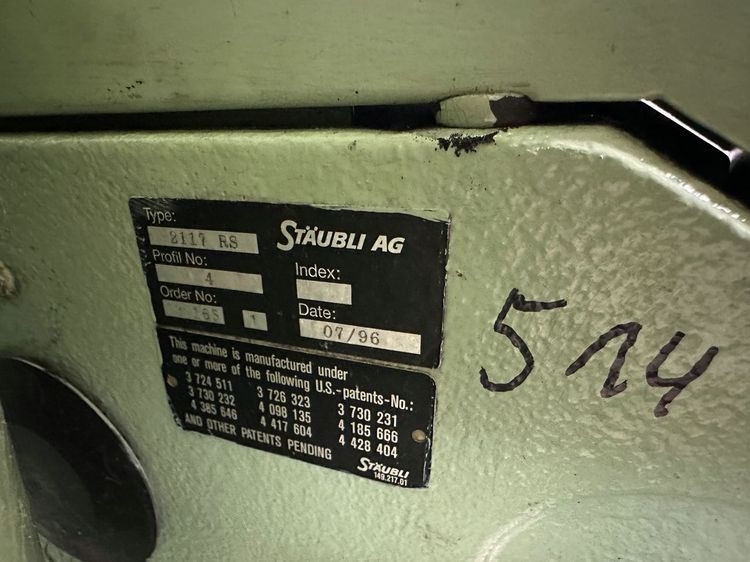 Type:
2117 RS
STÄUBLI AG
Profil No:
4
Index:
Order No:
165 1
Date:
07/96
This machine is manufactured under
one or more of the following U.S.-patents-No.:
3 724 511 3 726 323 3 730 231
3 730 232 4 098 135 4 185 666
4 385 646 4 417 604 4 428 404
AND OTHER PATENTS PENDING
STÄUBLI
149.217.01
514